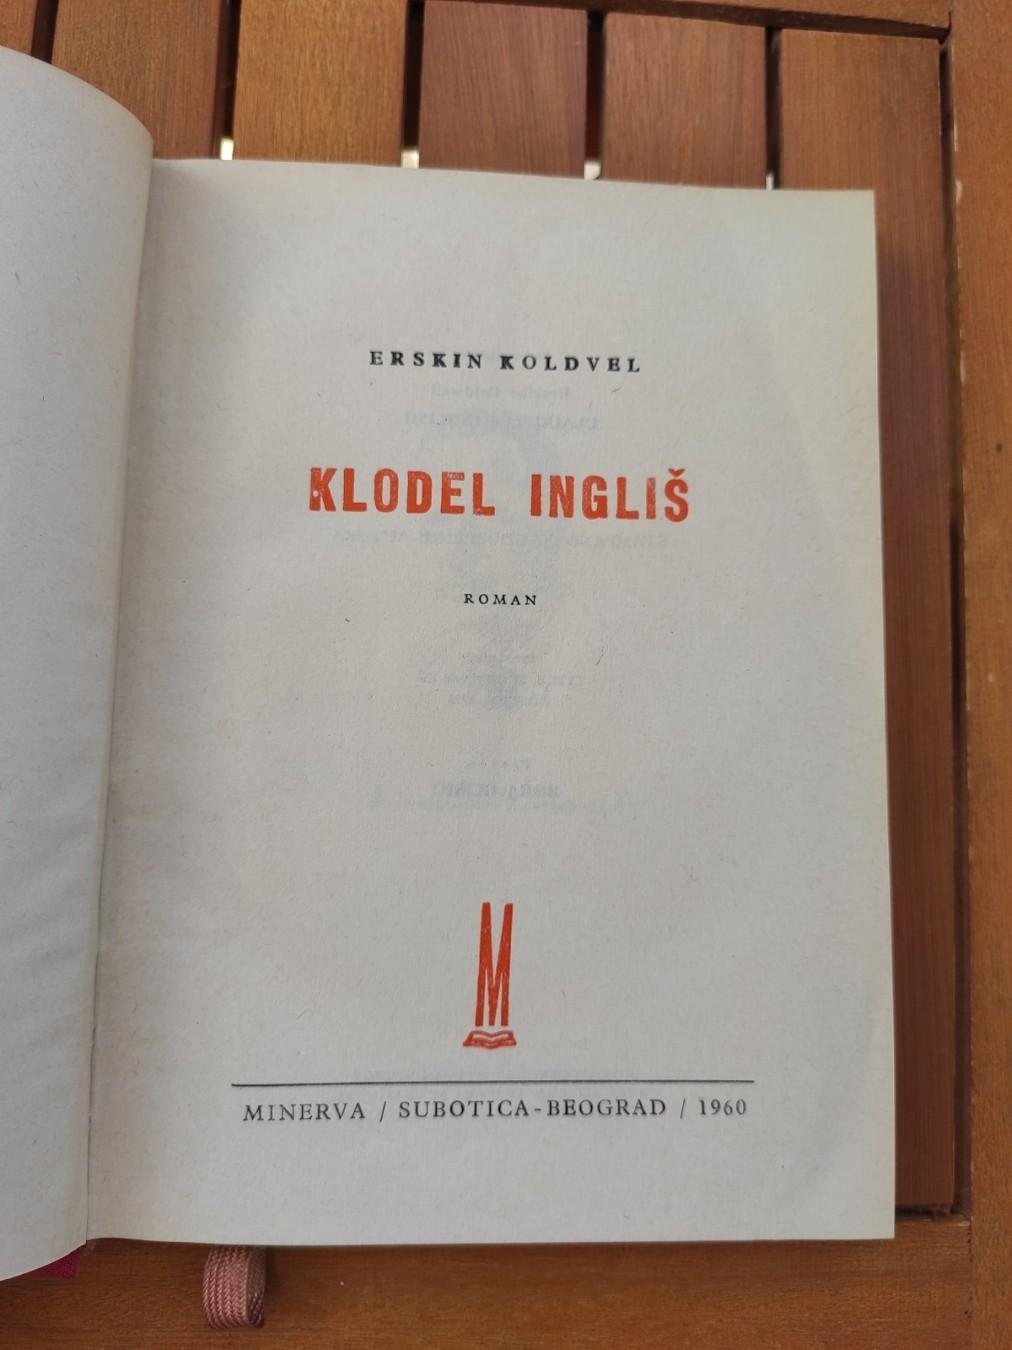 ERSKIN KOLDVEL
KLODEL INGLIŠ
ROMAN
M
MINERVA / SUBOTICA-BEOGRAD / 1960